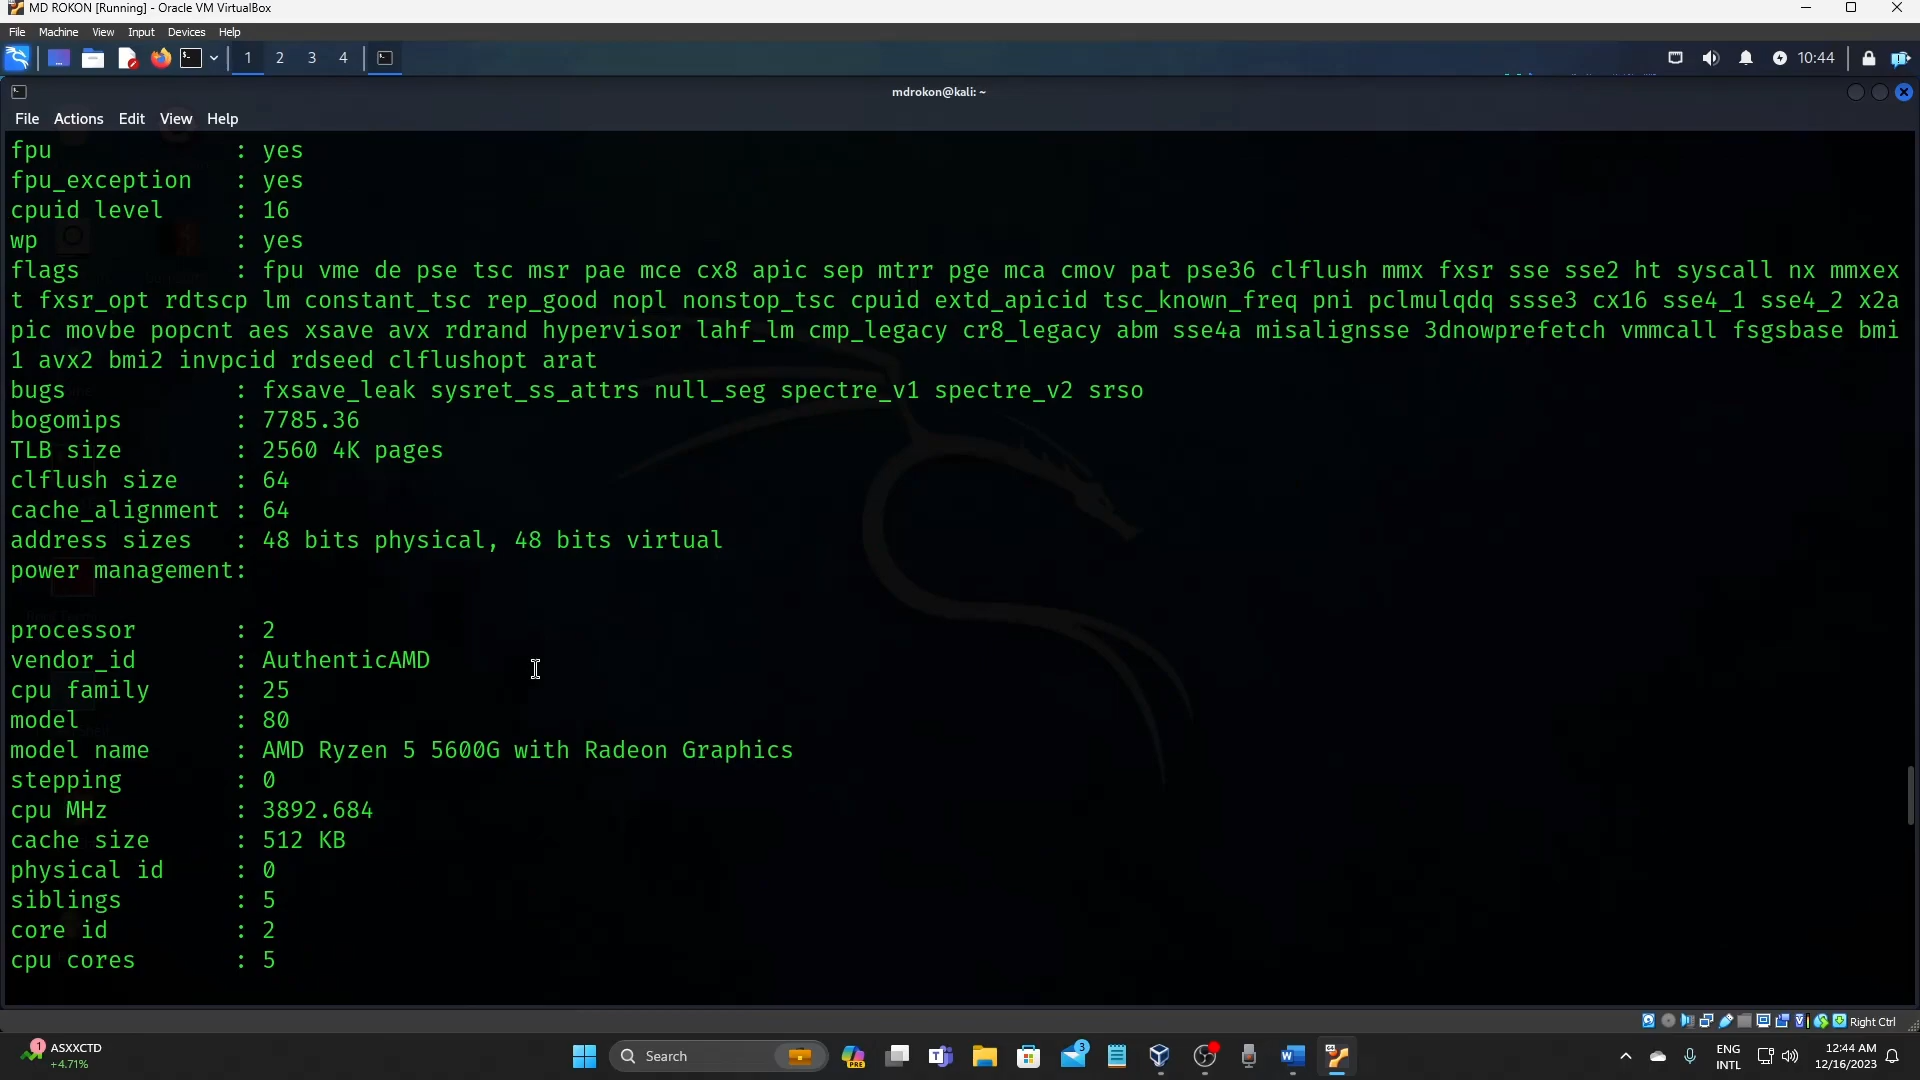 MD ROKON [Running] - Oracle VM VirtualBox
File Machine View Input Devices Help
1 2 3 4 10:44
mdrokon@kali: ~
File Actions Edit View Help
fpu : yes
fpu_exception : yes
cpuid level : 16
wp : yes
flags : fpu vme de pse tsc msr pae mce cx8 apic sep mtrr pge mca cmov pat pse36 clflush mmx fxsr sse sse2 ht syscall nx mmxex
t fxsr_opt rdtscp lm constant_tsc rep_good nopl nonstop_tsc cpuid extd_apicid tsc_known_freq pni pclmulqdq ssse3 cx16 sse4_1 sse4_2 x2a
pic movbe popcnt aes xsave avx rdrand hypervisor lahf_lm cmp_legacy cr8_legacy abm sse4a misalignsse 3dnowprefetch vmmcall fsgsbase bmi
1 avx2 bmi2 invpcid rdseed clflushopt arat
bugs : fxsave_leak sysret_ss_attrs null_seg spectre_v1 spectre_v2 srso
bogomips : 7785.36
TLB size : 2560 4K pages
clflush size : 64
cache_alignment : 64
address sizes : 48 bits physical, 48 bits virtual
power management:
processor : 2
vendor_id : AuthenticAMD
cpu family : 25
model : 80
model name : AMD Ryzen 5 5600G with Radeon Graphics
stepping : 0
cpu MHz : 3892.684
cache size : 512 KB
physical id : 0
siblings : 5
core id : 2
cpu cores : 5
Right Ctrl
1 ASXXCTD
+4.71%
Search
PRE
3
ENG
INTL
12:44 AM
12/16/2023